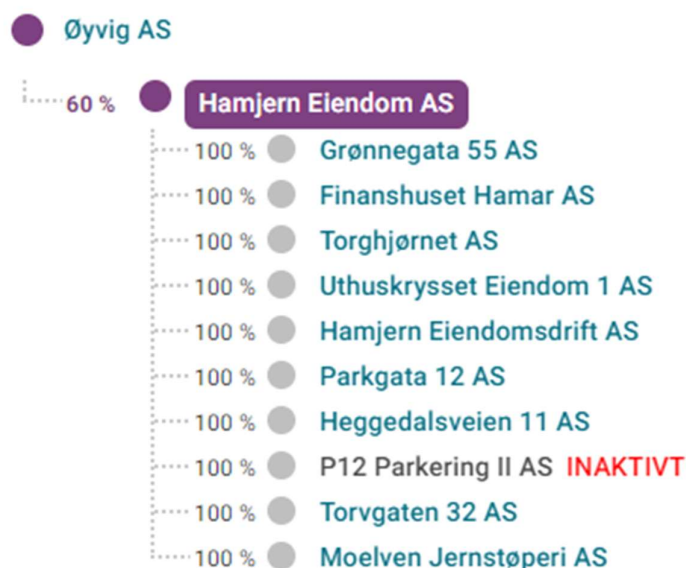 Øyvig AS
60 % Hamjern Eiendom AS
100 % Grønnegata 55 AS
100 % Finanshuset Hamar AS
100 % Torghjørnet AS
100 % Uthuskrysset Eiendom 1 AS
100 % Hamjern Eiendomsdrift AS
100 % Parkgata 12 AS
100 % Heggedalsveien 11 AS
100 % P12 Parkering II AS INAKTIVT
100 % Torvgaten 32 AS
100 % Moelven Jernstøperi AS